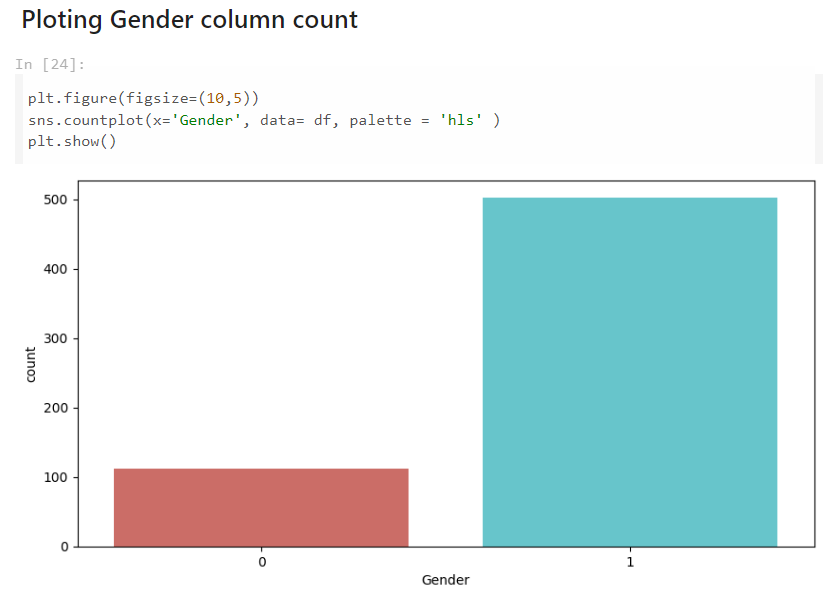 Ploting Gender column count
In [24]:
plt.figure(figsize=(10,5))
sns.countplot(x='Gender', data= df, palette = 'hls' )
plt.show()
500
400
300
200
100
0
count
0 1
Gender